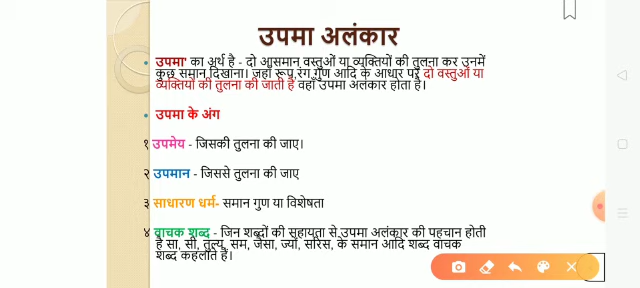 उपमा अलंकार
उपमा' का अर्थ है - दो आसमान वस्तुओं या व्यक्तियों की तुलना कर उनमें
कुछ समान दिखाना। जहाँ रूप,रंग,गुण आदि के आधार पर दो वस्तुओं या
व्यक्तियों की तुलना की जाती है वहाँ उपमा अलंकार होता है।
उपमा के अंग
१ उपमेय - जिसकी तुलना की जाए।
२ उपमान - जिससे तुलना की जाए
३ साधारण धर्म- समान गुण या विशेषता
४ वाचक शब्द - जिन शब्दों की सहायता से उपमा अलंकार की पहचान होती
है सा, सी, तुल्य, सम, जैसा, ज्यों, सरिस, के समान आदि शब्द वाचक
शब्द कहलाते हैं।